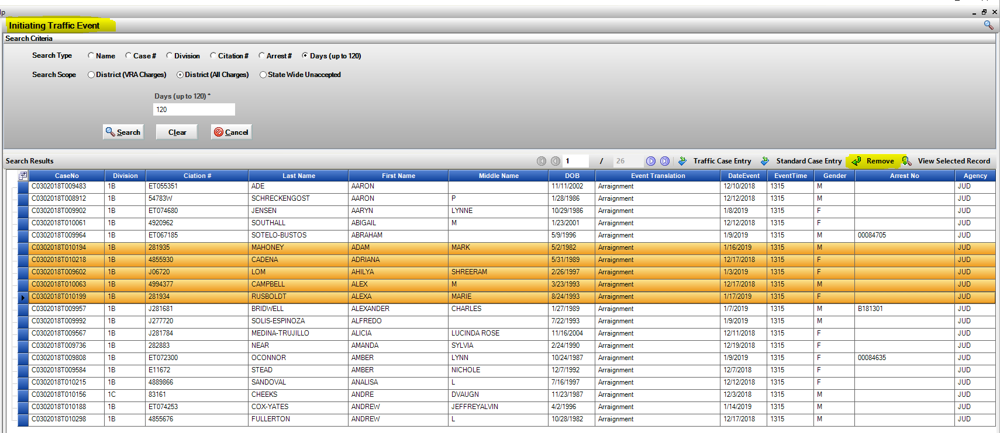 lp
Initiating Traffic Event
Search Criteria
Search Type Name Case # Division Citation # Arrest # Days (up to 120)
Search Scope District (VRA Charges) District (All Charges) State Wide Unaccepted
Days (up to 120) *
120
Search Clear Cancel
Search Results 1 / 26 Traffic Case Entry Standard Case Entry Remove View Selected Record
CaseNo Division Ciation # Last Name First Name Middle Name DOB Event Translation DateEvent EventTime Gender Arrest No Agency
C0302018T009483 1B ET055351 ADE AARON 11/11/2002 Arraignment 12/10/2018 1315 M JUD
C0302018T008912 1B 54783W SCHRECKENGOST AARON P 1/28/1986 Arraignment 12/12/2018 1315 M JUD
C0302018T009902 1B ET074680 JENSEN AARYN LYNNE 10/29/1986 Arraignment 1/8/2019 1315 F JUD
C0302018T010061 1B 4920962 SOUTHALL ABIGAIL M 1/23/2001 Arraignment 12/12/2018 1315 F JUD
C0302018T009964 1B ET067185 SOTELO-BUSTOS ABRAHAM 5/9/1996 Arraignment 1/9/2019 1315 M 00084705 JUD
C0302018T010194 1B 281935 MAHONEY ADAM MARK 5/2/1982 Arraignment 1/16/2019 1315 M JUD
C0302018T010218 1B 4855930 CADENA ADRIANA 5/31/1989 Arraignment 12/17/2018 1315 F JUD
C0302018T009602 1B J06720 LOM AHILYA SHREERAM 2/26/1997 Arraignment 1/3/2019 1315 F JUD
C0302018T010063 1B 4994377 CAMPBELL ALEX M 3/23/1993 Arraignment 12/17/2018 1315 M JUD
C0302018T010199 1B 281934 RUSBOLDT ALEXA MARIE 8/24/1993 Arraignment 1/17/2019 1315 F JUD
C0302018T009957 1B J281681 BRIDWELL ALEXANDER CHARLES 1/27/1989 Arraignment 1/7/2019 1315 M B181301 JUD
C0302018T009992 1B J277720 SOLIS-ESPINOZA ALFREDO 7/22/1993 Arraignment 1/9/2019 1315 M JUD
C0302018T009567 1B J281784 MEDINA-TRUJILLO ALICIA LUCINDA ROSE 11/16/2004 Arraignment 12/11/2018 1315 F JUD
C0302018T009736 1B 282883 NEAR AMANDA SYLVIA 2/24/1990 Arraignment 12/19/2018 1315 F JUD
C0302018T009808 1B ET072300 OCONNOR AMBER LYNN 10/24/1987 Arraignment 1/9/2019 1315 F 00084635 JUD
C0302018T009584 1B E11672 STEAD AMBER NICHOLE 12/7/1992 Arraignment 12/7/2018 1315 F JUD
C0302018T010215 1B 4889866 SANDOVAL ANALISA L 7/16/1997 Arraignment 12/12/2018 1315 F JUD
C0302018T010156 1C 83161 CHEEKS ANDRE DVAUGN 11/23/1987 Arraignment 12/3/2018 1315 M JUD
C0302018T010188 1B ET074253 COX-YATES ANDREW JEFFREYALVIN 4/2/1996 Arraignment 1/14/2019 1315 M JUD
C0302018T010298 1B 4855676 FULLERTON ANDREW L 10/28/1982 Arraignment 12/17/2018 1315 M JUD